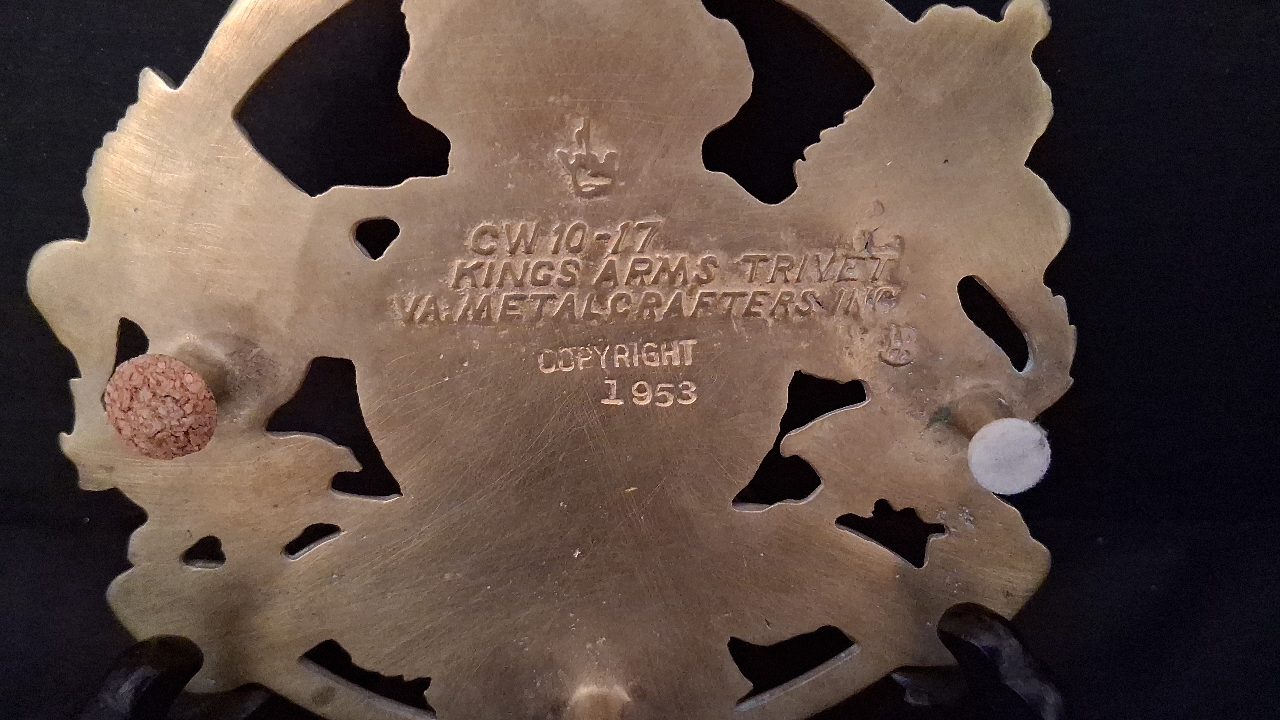 CW 10-17
KINGS ARMS TRIVET
VA. METALCRAFTERS INC
COPYRIGHT
1953